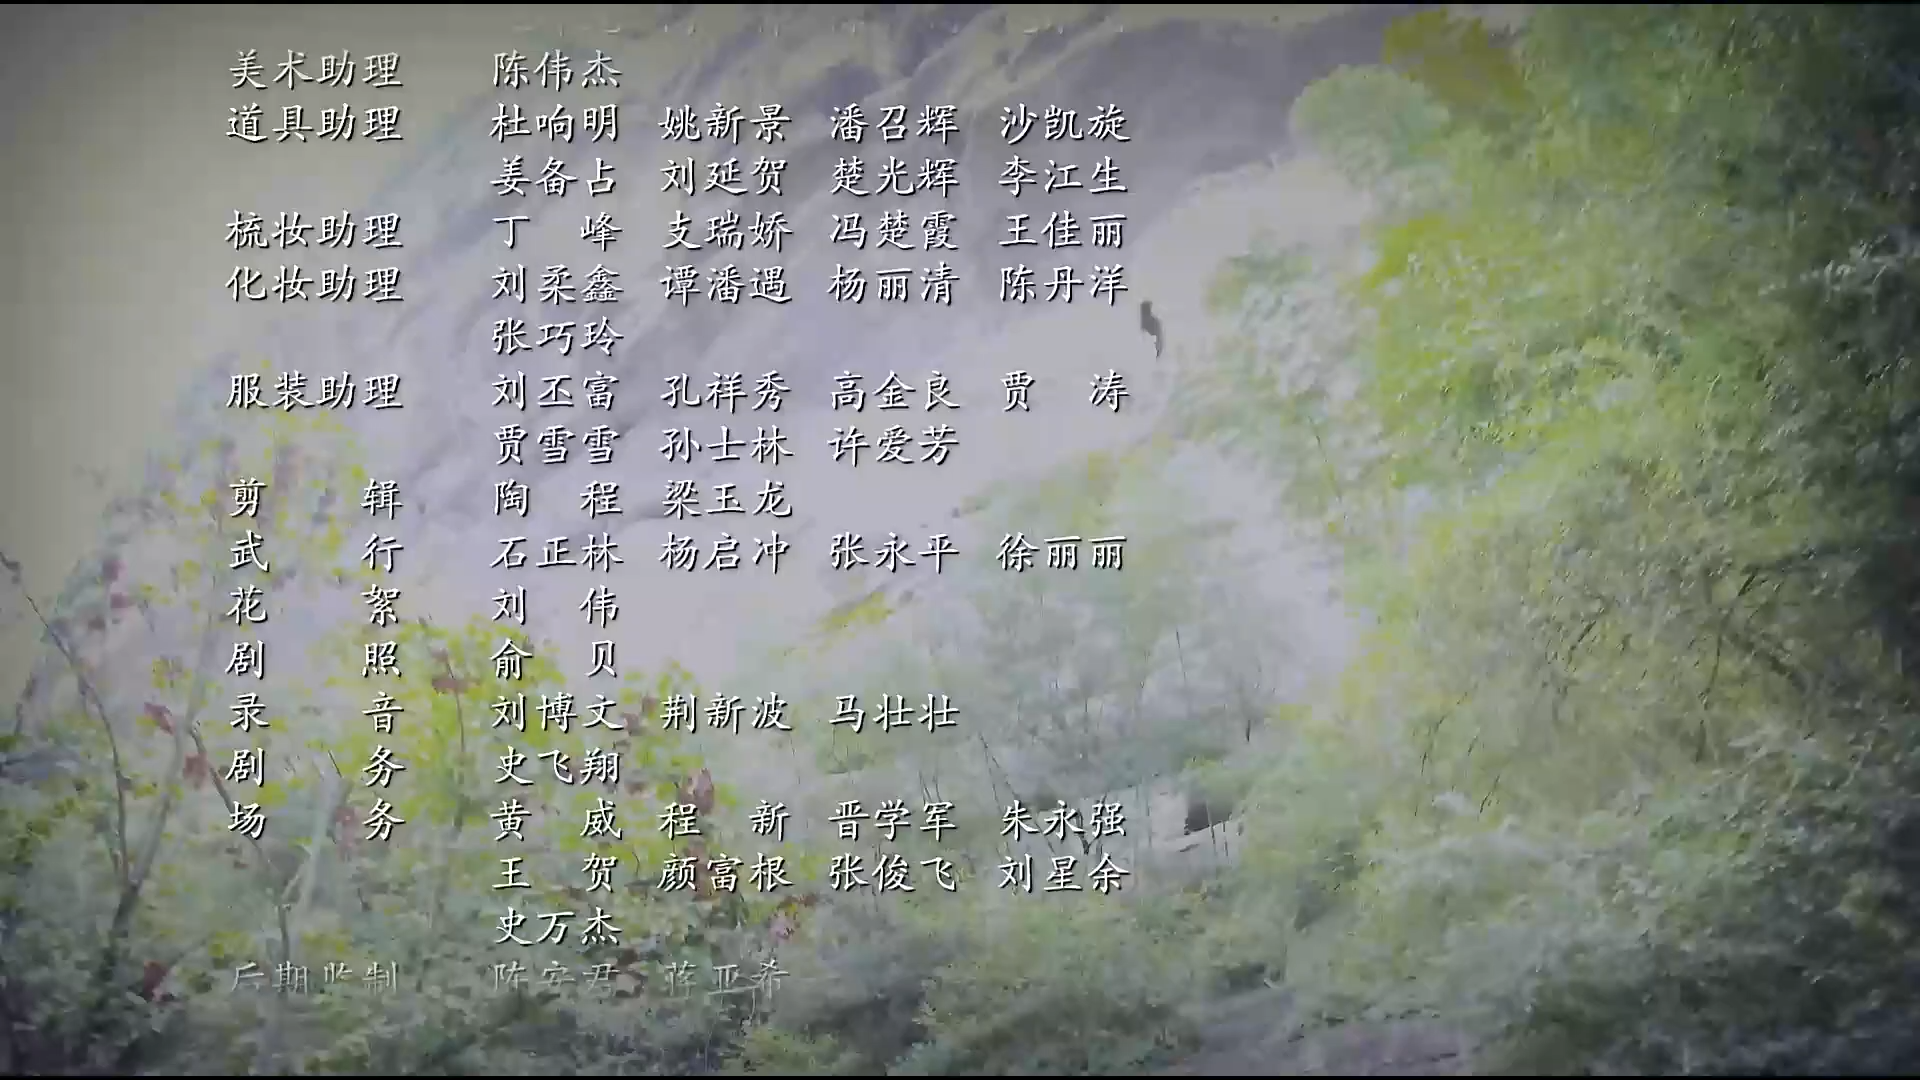 美术助理 陈伟杰
道具助理 杜响明 姚新景 潘召辉 沙凯旋
姜备占 刘延贺 楚光辉 李江生
梳妆助理 丁峰 支瑞娇 冯楚霞 王佳丽
化妆助理 刘柔鑫 谭潘遇 杨丽清 陈丹洋
张巧玲
服装助理 刘丕富 孔祥秀 高金良 贾涛
贾雪雪 孙士林 许爱芳
剪辑 陶程 梁玉龙
武行 石正林 杨启冲 张永平 徐丽丽
花絮 刘伟
剧照 俞贝
录音 刘博文 荆新波 马壮壮
剧务 史飞翔
场务 黄威 程新 晋学军 朱永强
王贺 颜富根 张俊飞 刘星余
史万杰
后期监制 陈安君 蒋亚希